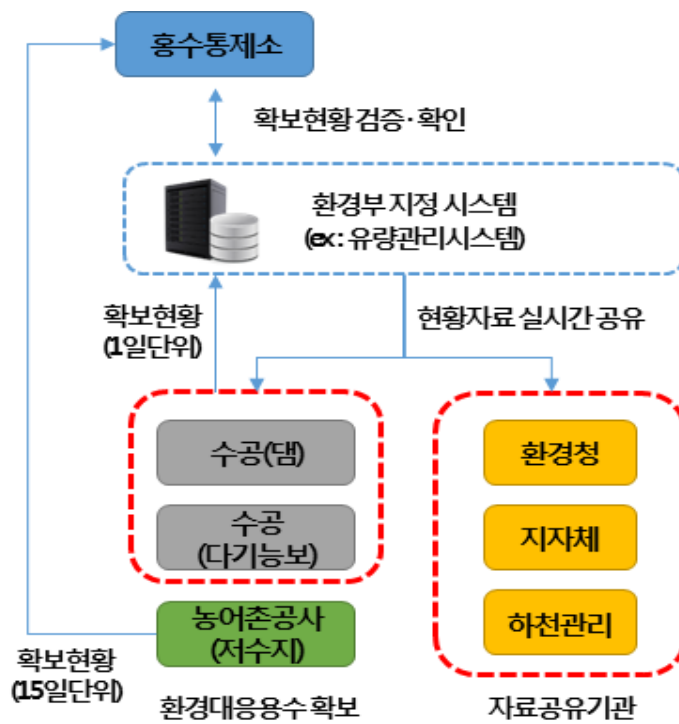 홍수통제소
확보현황 검증·확인
환경부 지정 시스템
(ex : 유량관리시스템)
확보현황
(1일단위)
현황자료 실시간 공유
수공(댐)
수공
(다기능보)
농어촌공사
(저수지)
환경청
지자체
하천관리
확보현황
(15일단위)
환경대응용수 확보
자료공유기관